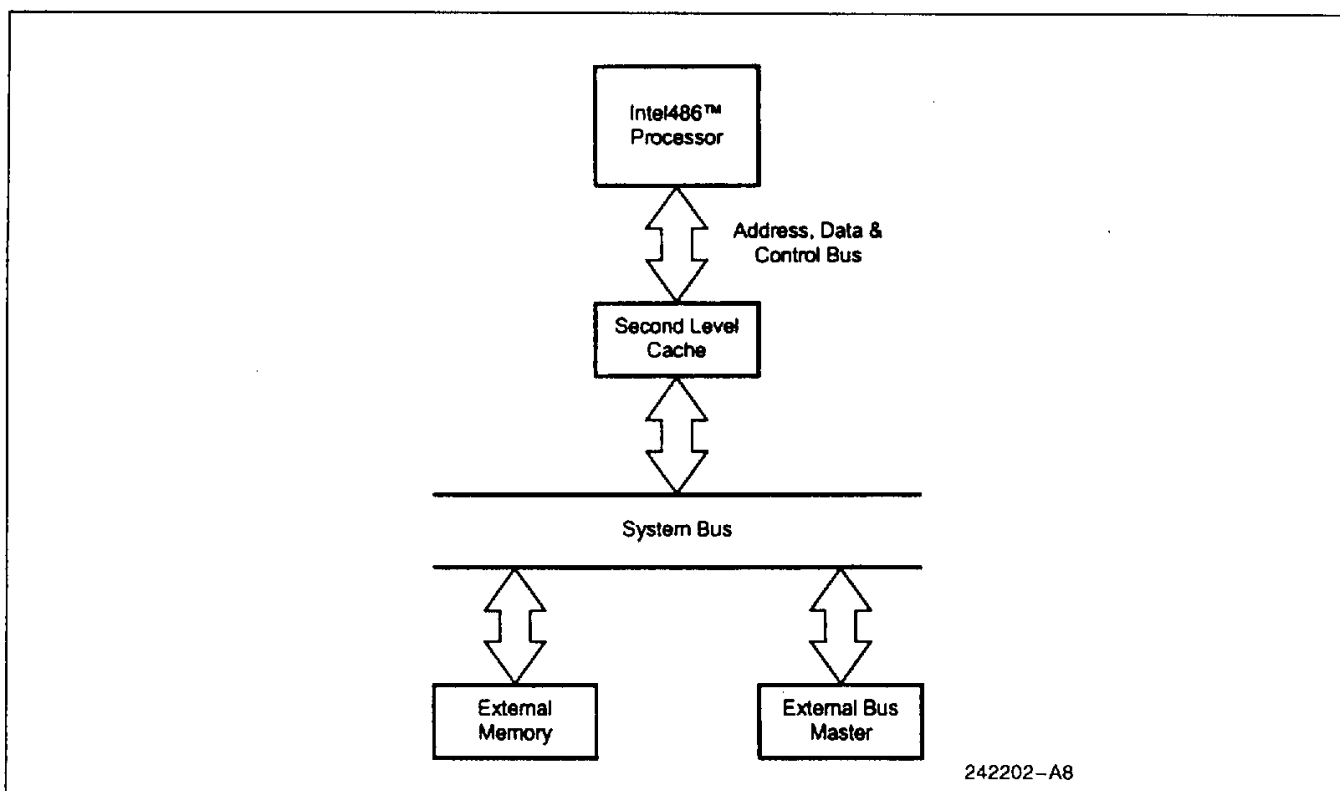 Intel486™
Processor
Address, Data &
Control Bus
Second Level
Cache
System Bus
External
Memory
External Bus
Master
242202–A8